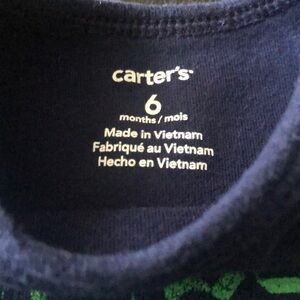 carter's
6
months / mois
Made in Vietnam
Fabriqué au Vietnam
Hecho en Vietnam